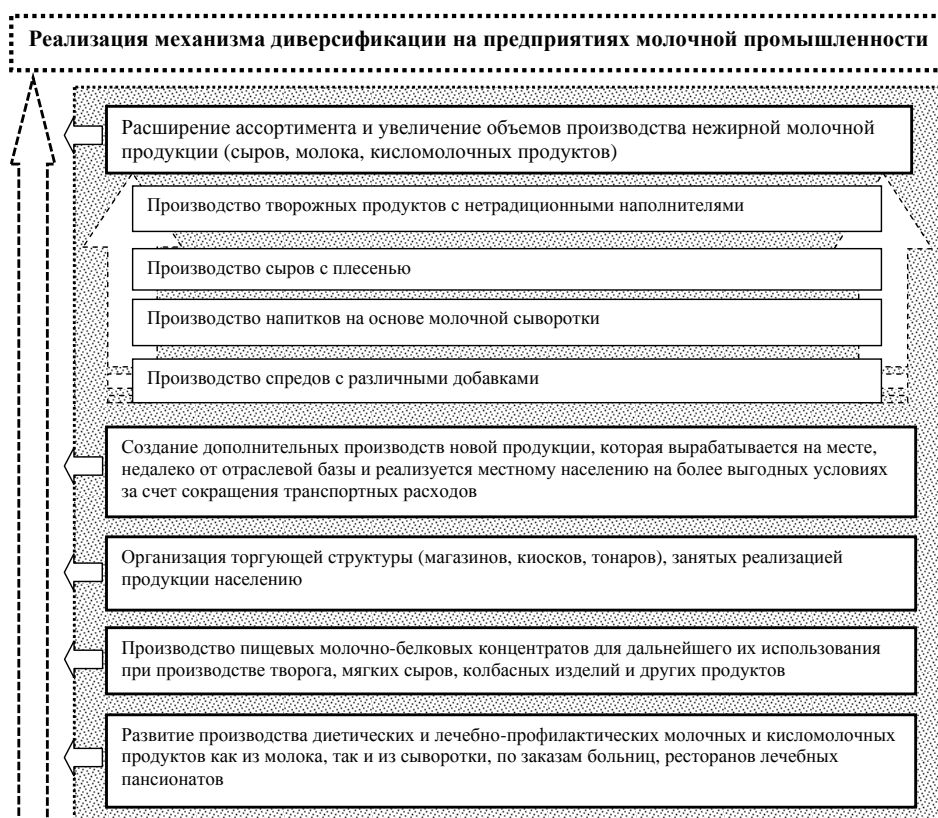 Реализация механизма диверсификации на предприятиях молочной промышленности
Расширение ассортимента и увеличение объемов производства нежирной молочной
продукции (сыров, молока, кисломолочных продуктов)
Производство творожных продуктов с нетрадиционными наполнителями
Производство сыров с плесенью
Производство напитков на основе молочной сыворотки
Производство спредов с различными добавками
Создание дополнительных производств новой продукции, которая вырабатывается на месте,
недалеко от отраслевой базы и реализуется местному населению на более выгодных условиях
за счет сокращения транспортных расходов
Организация торгующей структуры (магазинов, киосков, тонаров), занятых реализацией
продукции населению
Производство пищевых молочно-белковых концентратов для дальнейшего их использования
при производстве творога, мягких сыров, колбасных изделий и других продуктов
Развитие производства диетических и лечебно-профилактических молочных и кисломолочных
продуктов как из молока, так и из сыворотки, по заказам больниц, ресторанов лечебных
пансионатов